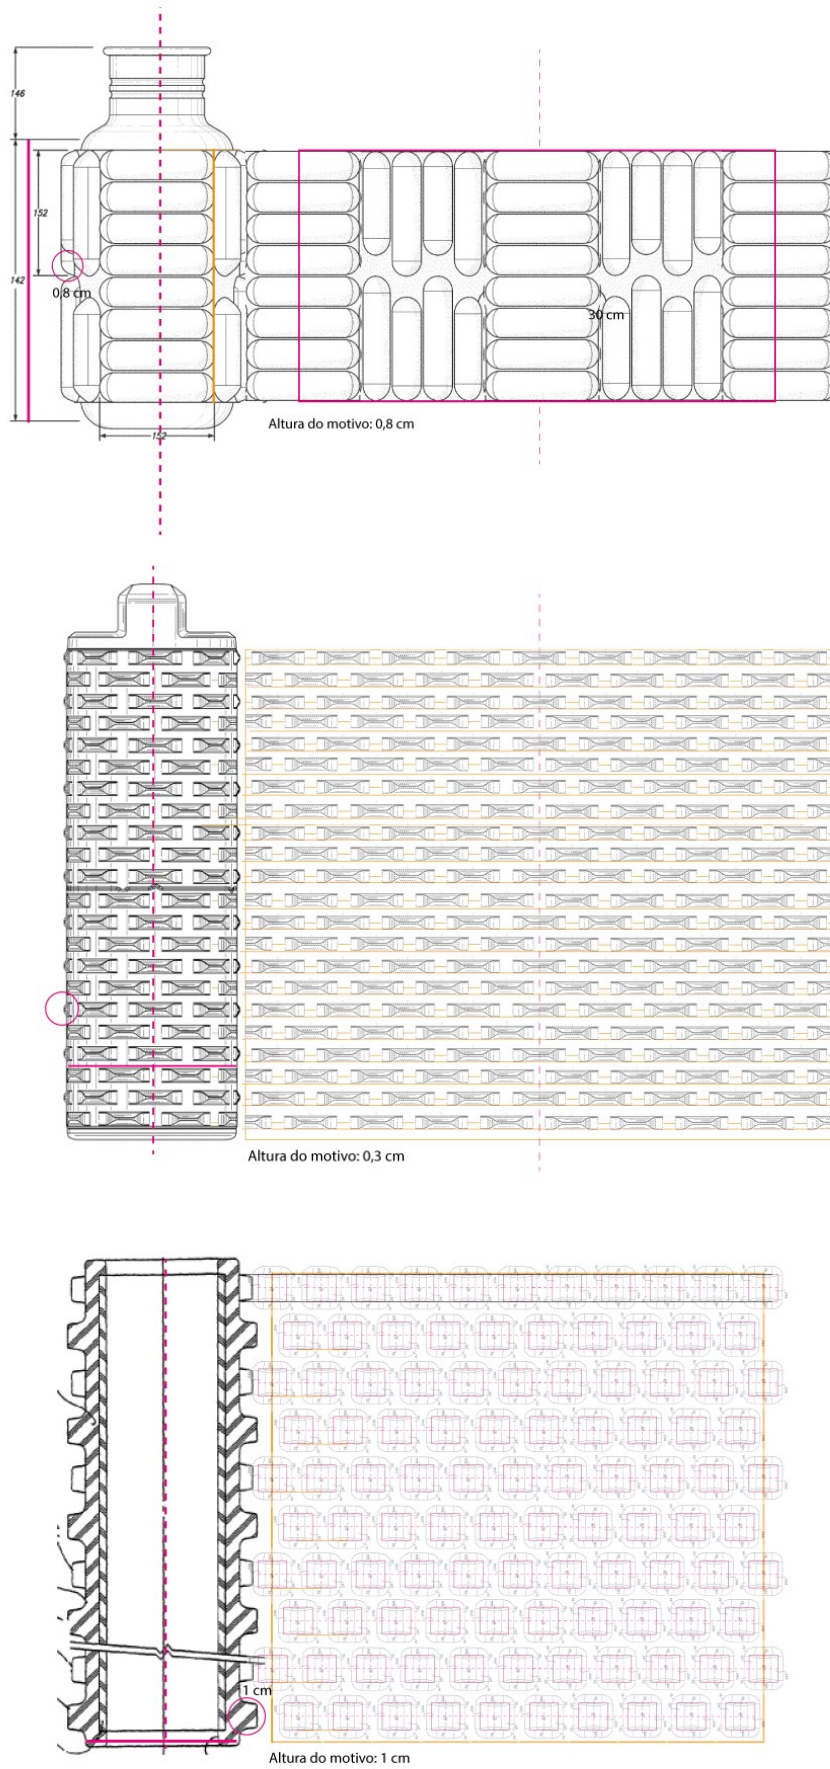 146
152
142
0,8 cm
30 cm
152
Altura do motivo: 0,8 cm
Altura do motivo: 0,3 cm
1 cm
Altura do motivo: 1 cm